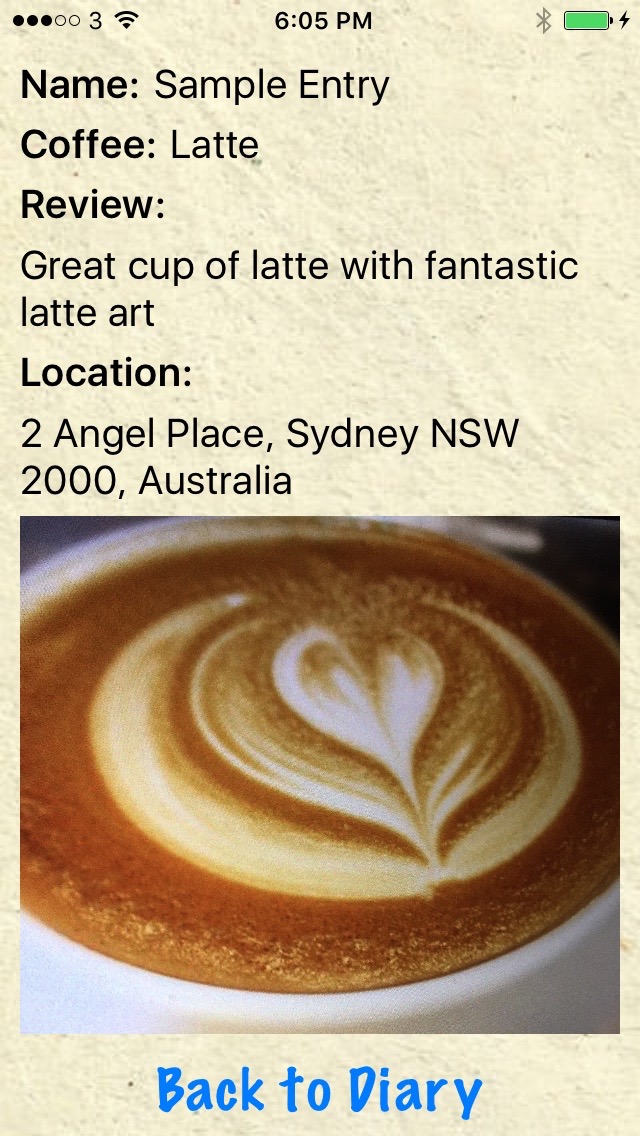 3 6:05 PM
Name: Sample Entry
Coffee: Latte
Review:
Great cup of latte with fantastic
latte art
Location:
2 Angel Place, Sydney NSW
2000, Australia
Back to Diary